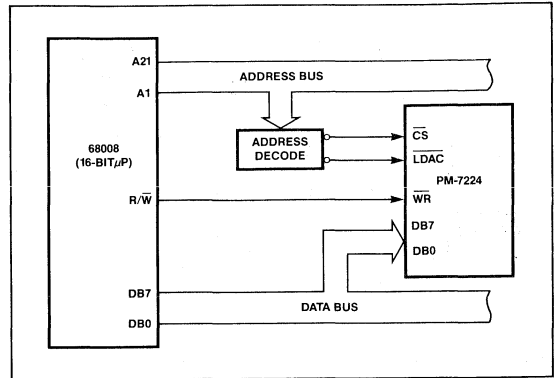 A21
ADDRESS BUS
A1
68008
(16-BITμP)
ADDRESS
DECODE
CS
LDAC
PM-7224
R/W
WR
DB7
DB0
DB7
DATA BUS
DB0